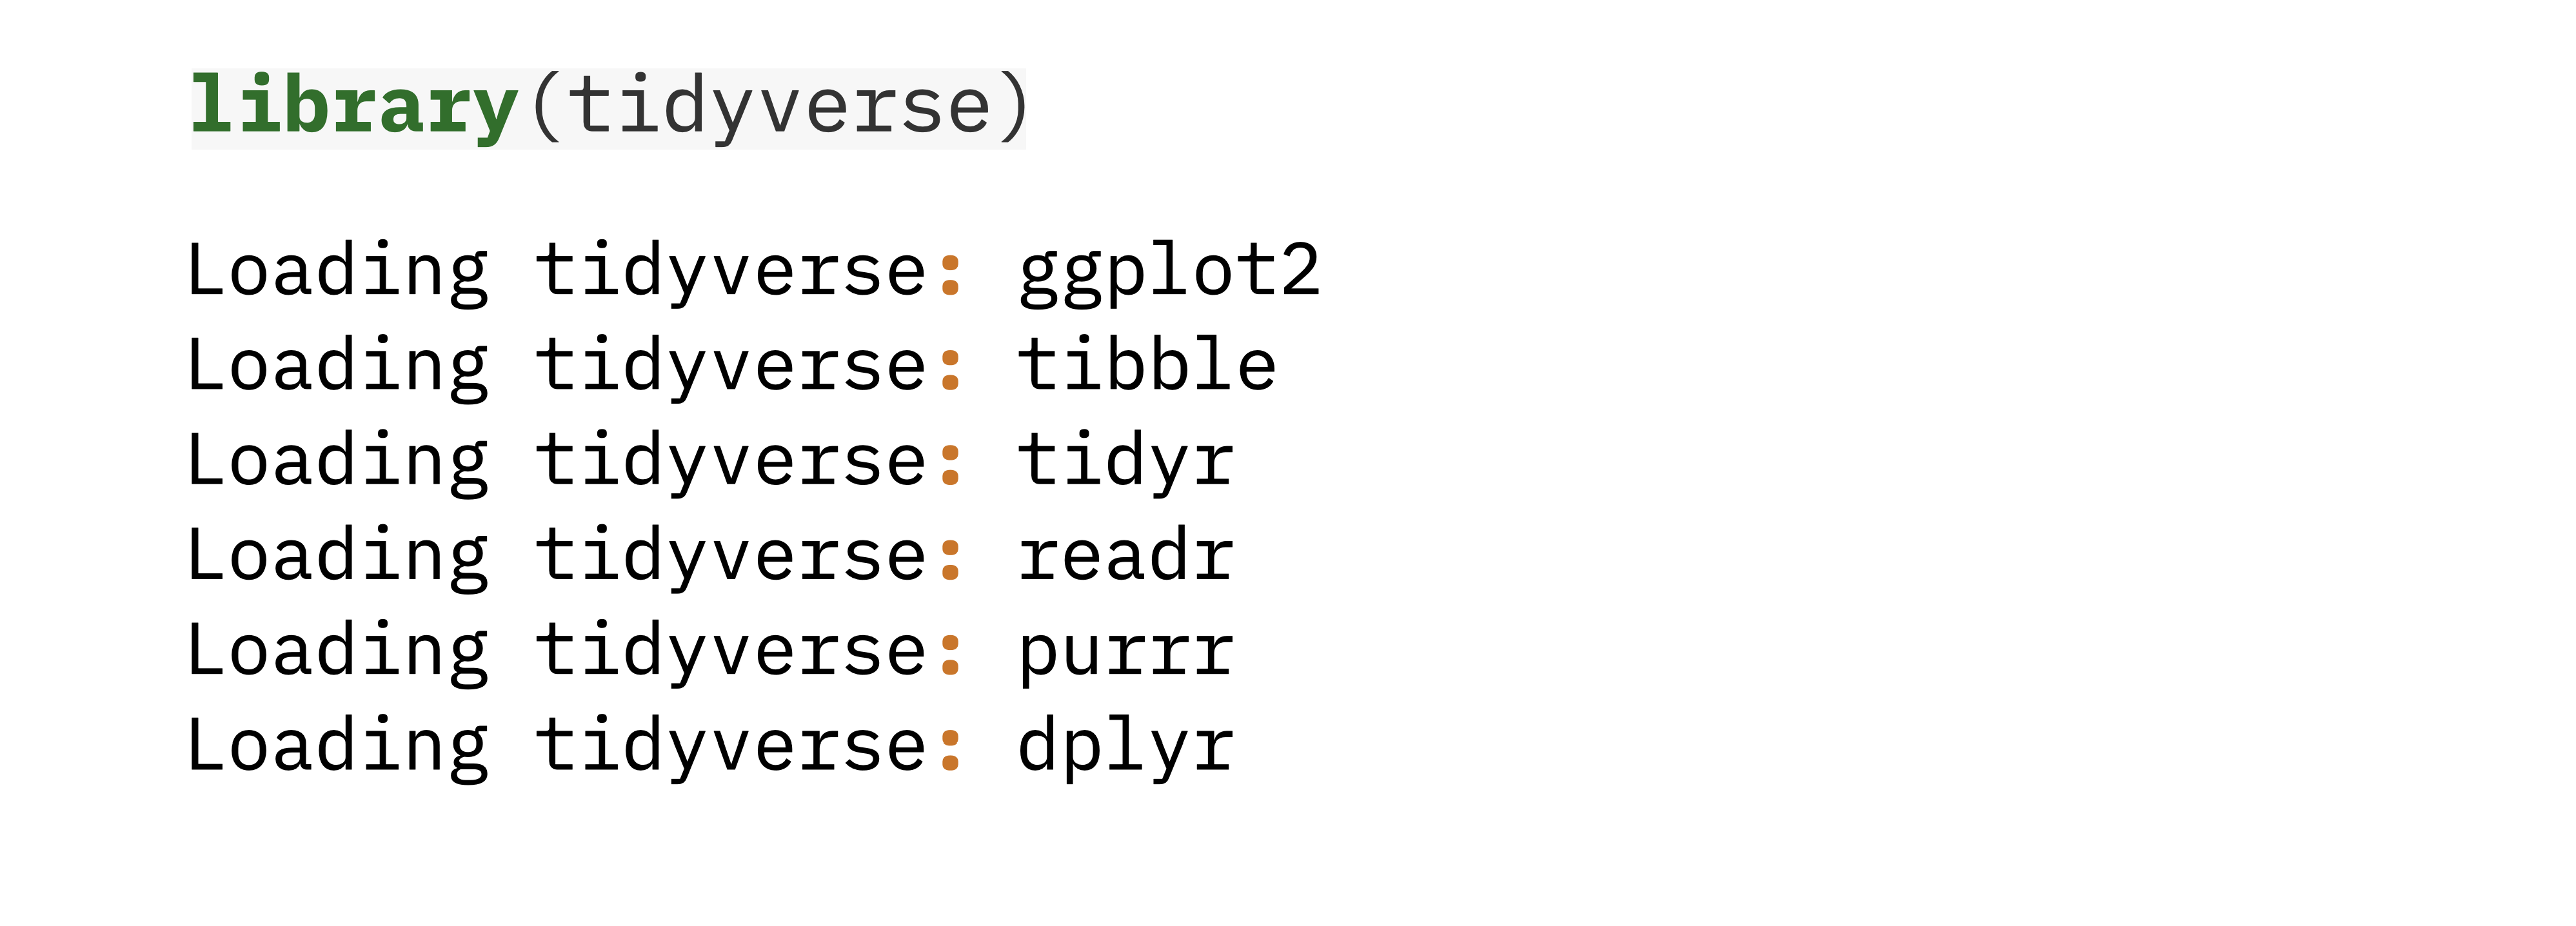 library(tidyverse)
Loading tidyverse: ggplot2
Loading tidyverse: tibble
Loading tidyverse: tidyr
Loading tidyverse: readr
Loading tidyverse: purrr
Loading tidyverse: dplyr